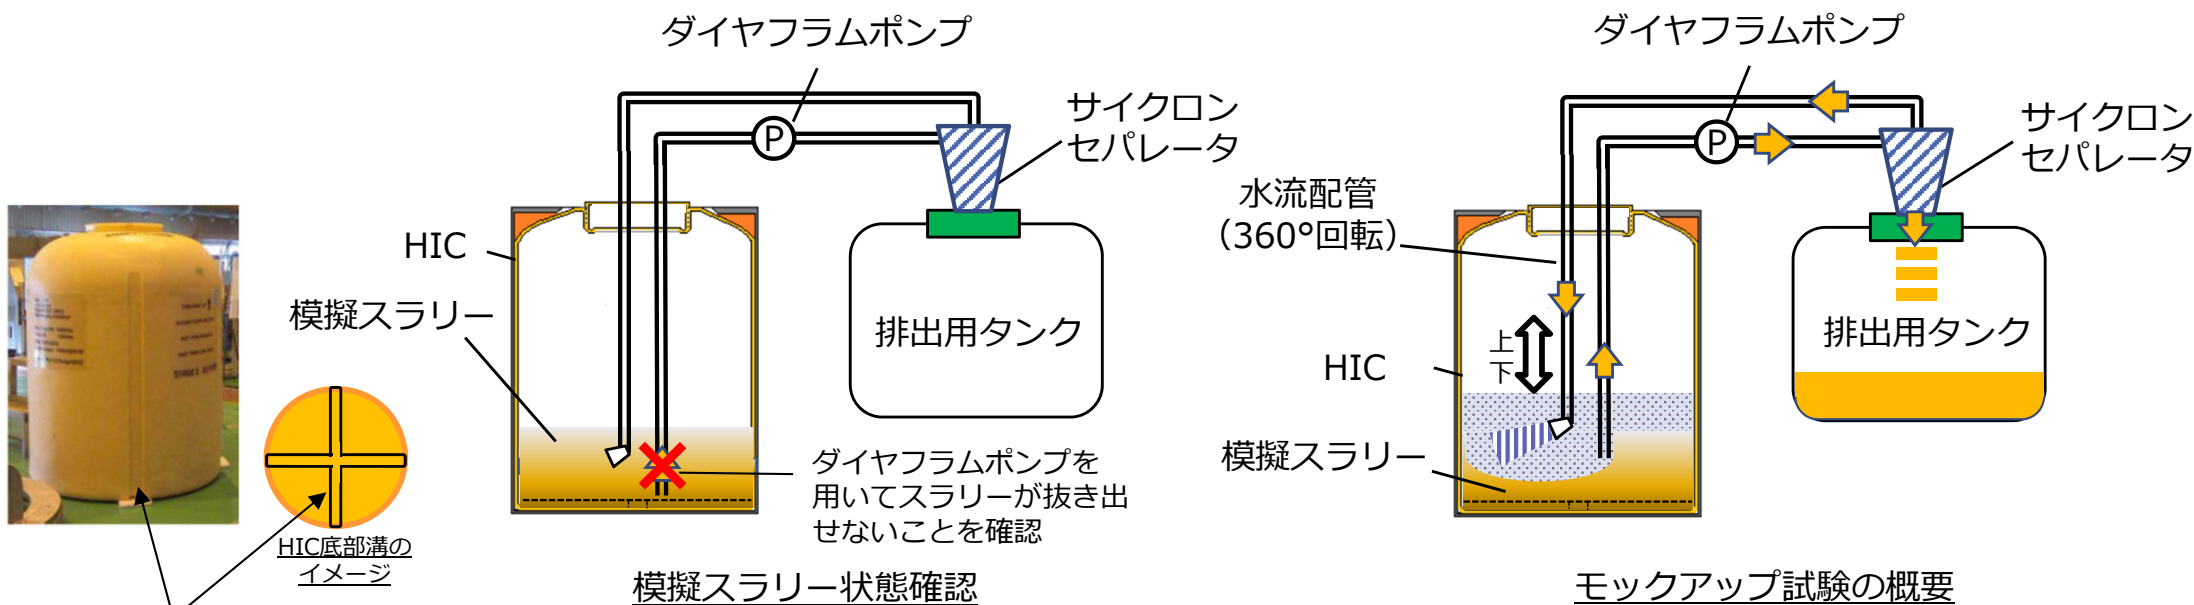 ダイヤフラムポンプ
P
サイクロン
セパレータ
HIC
模擬スラリー
排出用タンク
ダイヤフラムポンプを
用いてスラリーが抜き出
せないことを確認
HIC底部溝の
イメージ
模擬スラリー状態確認
ダイヤフラムポンプ
P
サイクロン
セパレータ
水流配管
（360°回転）
上
下
HIC
模擬スラリー
排出用タンク
モックアップ試験の概要